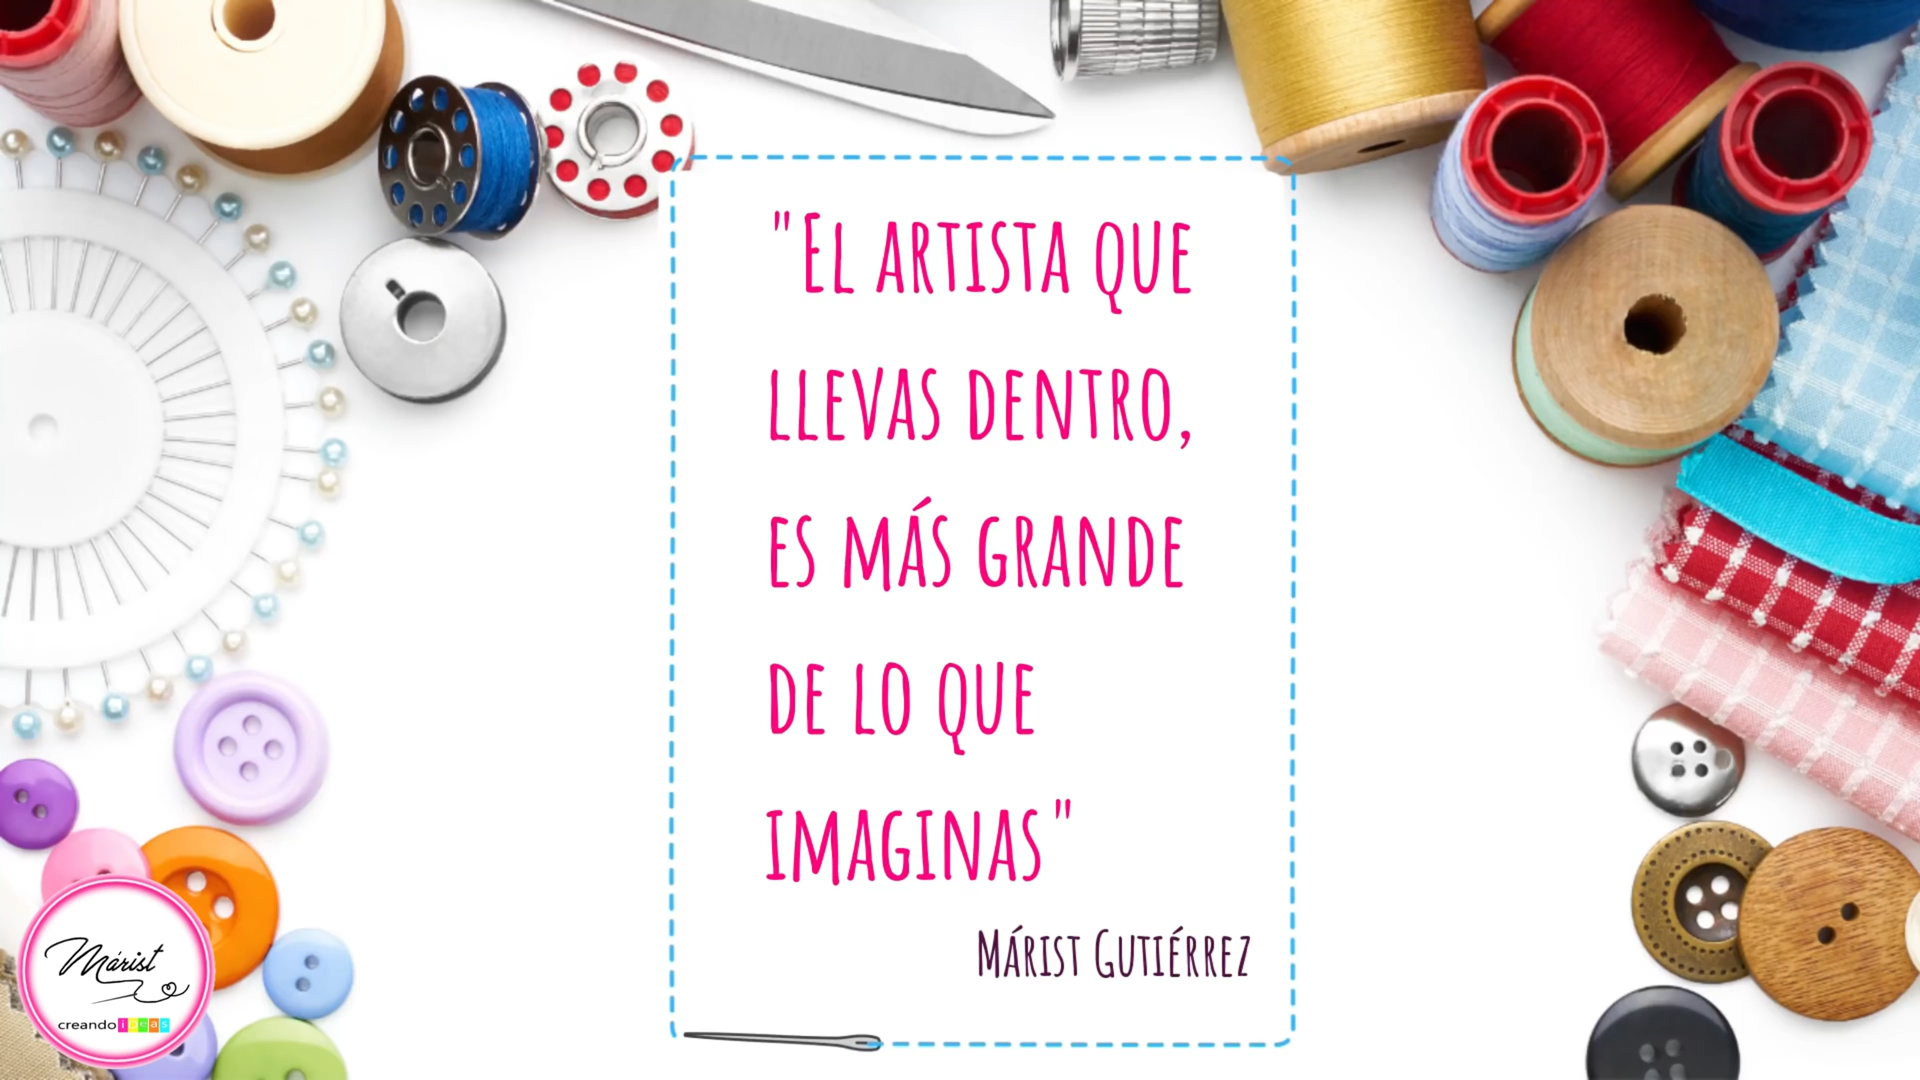 "El artista que
llevas dentro,
es más grande
de lo que
imaginas"
Márist Gutiérrez
Márist
creando ideas